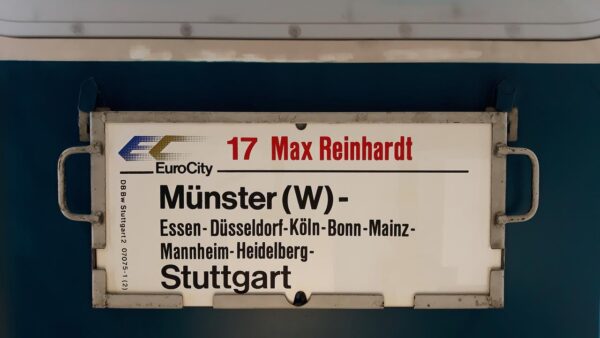 EC
EuroCity
17 Max Reinhardt
Münster (W) -
Essen - Düsseldorf - Köln - Bonn - Mainz -
Mannheim - Heidelberg -
Stuttgart
DB Bw Stuttgart 2 07075-1 (2)